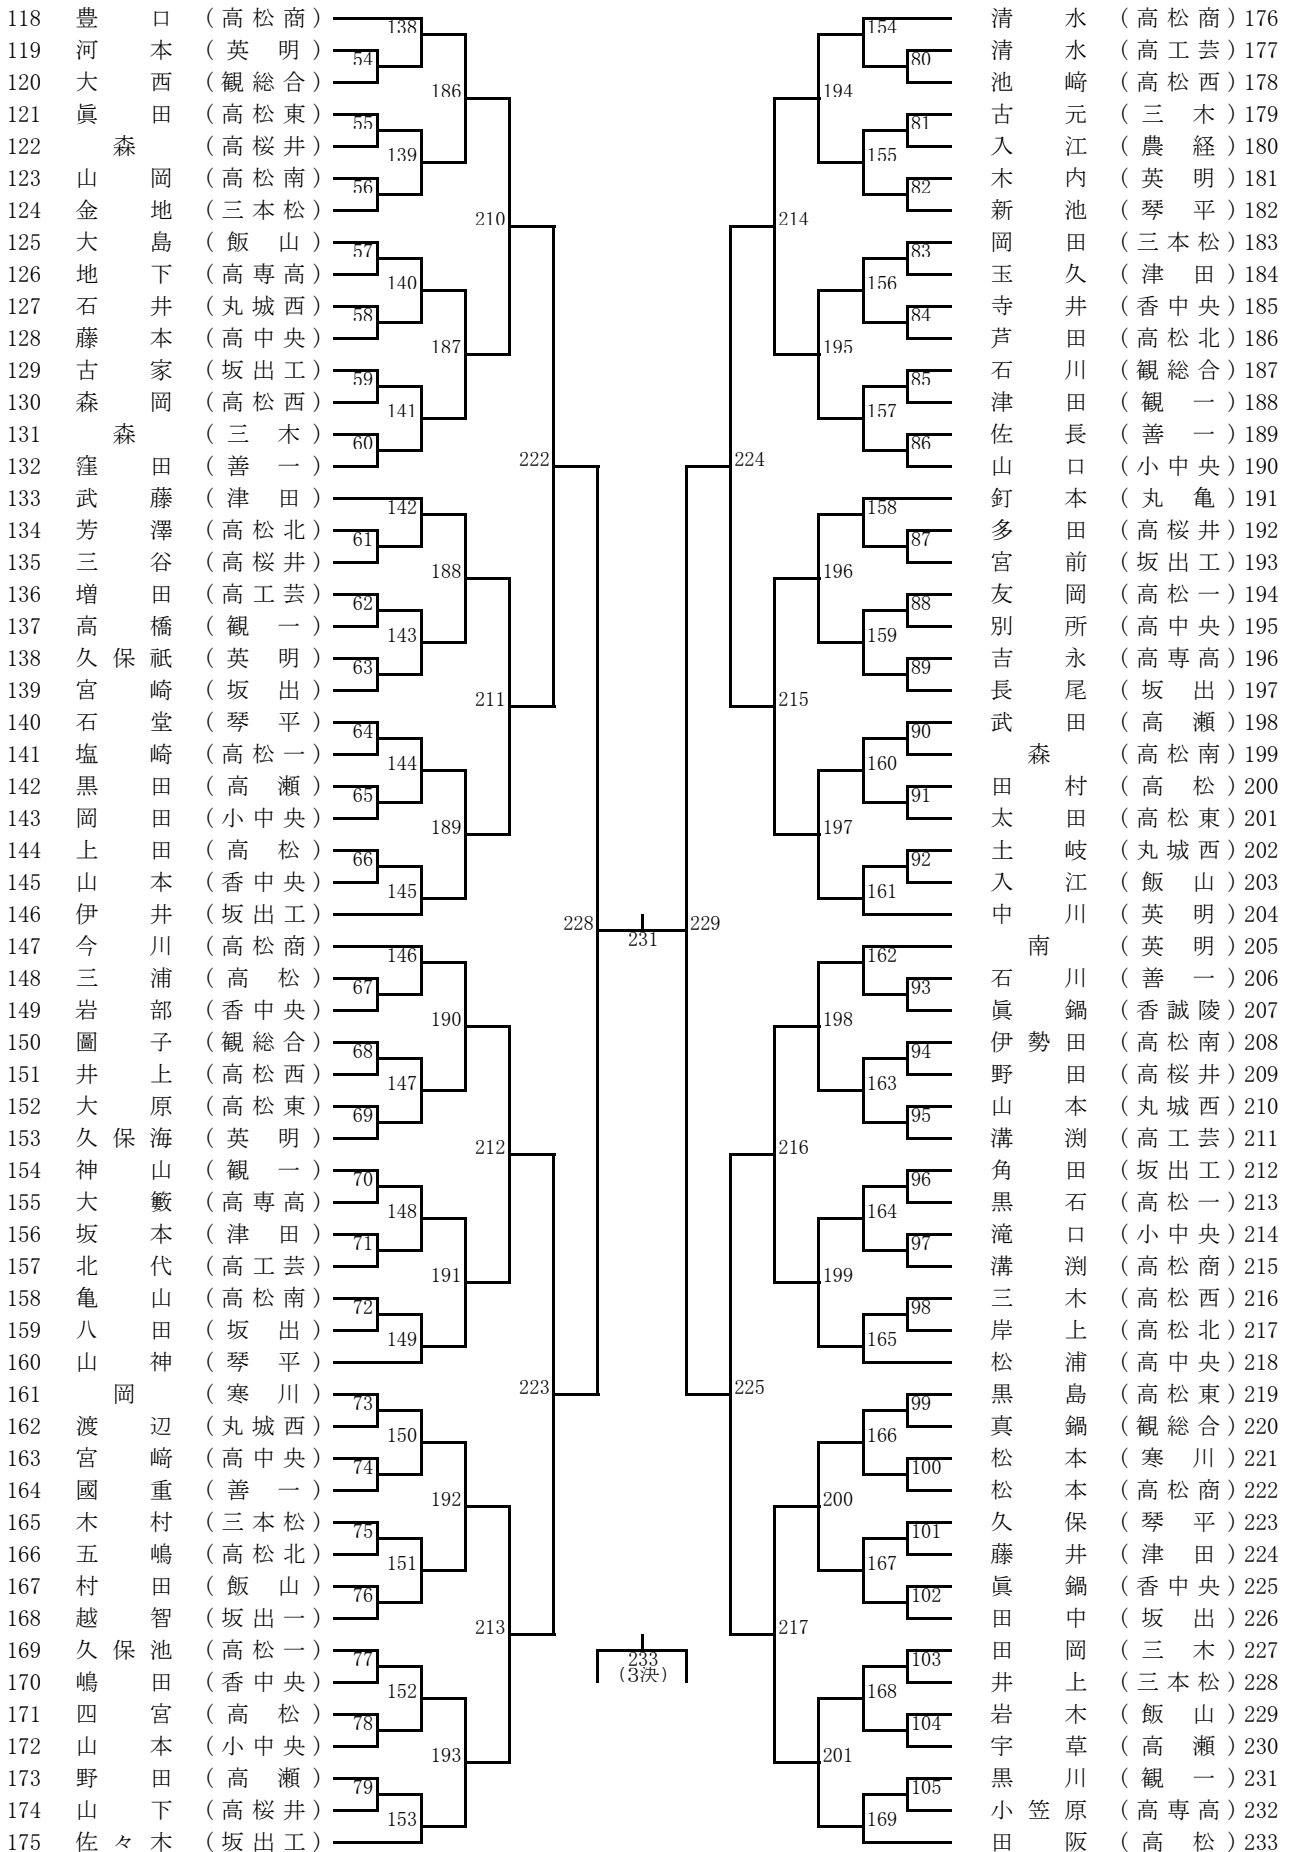 118 豊口 (高松商) 138 154 清水 (高松商) 176
119 河本 (英明) 54 80 清水 (高工芸) 177
120 大西 (観総合) 186 194 池﨑 (高松西) 178
121 眞田 (高松東) 55 81 古元 (三木) 179
122 森 (高桜井) 139 155 入江 (農経) 180
123 山岡 (高松南) 56 82 木内 (英明) 181
124 金地 (三本松) 210 214 新池 (琴平) 182
125 大島 (飯山) 57 83 岡田 (三本松) 183
126 地下 (高専高) 140 156 玉久 (津田) 184
127 石井 (丸城西) 58 84 寺井 (香中央) 185
128 藤本 (高中央) 187 195 芦田 (高松北) 186
129 古家 (坂出工) 59 85 石川 (観総合) 187
130 森岡 (高松西) 141 157 津田 (観一) 188
131 森 (三木) 60 86 佐長 (善一) 189
132 窪田 (善一) 222 224 山口 (小中央) 190
133 武藤 (津田) 142 158 釘本 (丸亀) 191
134 芳澤 (高松北) 61 87 多田 (高桜井) 192
135 三谷 (高桜井) 188 196 宮前 (坂出工) 193
136 増田 (高工芸) 62 88 友岡 (高松一) 194
137 高橋 (観一) 143 159 別所 (高中央) 195
138 久保祇 (英明) 63 89 吉永 (高専高) 196
139 宮崎 (坂出) 211 215 長尾 (坂出) 197
140 石堂 (琴平) 64 90 武田 (高瀬) 198
141 塩崎 (高松一) 144 160 森 (高松南) 199
142 黒田 (高瀬) 65 91 田村 (高松) 200
143 岡田 (小中央) 189 197 太田 (高松東) 201
144 上田 (高松) 66 92 土岐 (丸城西) 202
145 山本 (香中央) 145 161 入江 (飯山) 203
146 伊井 (坂出工) 228 231 229 中川 (英明) 204
147 今川 (高松商) 146 162 南 (英明) 205
148 三浦 (高松) 67 93 石川 (善一) 206
149 岩部 (香中央) 190 198 眞鍋 (香誠陵) 207
150 圖子 (観総合) 68 94 伊勢田 (高松南) 208
151 井上 (高松西) 147 163 野田 (高桜井) 209
152 大原 (高松東) 69 95 山本 (丸城西) 210
153 久保海 (英明) 212 216 溝渕 (高工芸) 211
154 神山 (観一) 70 96 角田 (坂出工) 212
155 大籔 (高専高) 148 164 黒石 (高松一) 213
156 坂本 (津田) 71 97 滝口 (小中央) 214
157 北代 (高工芸) 191 199 溝渕 (高松商) 215
158 亀山 (高松南) 72 98 三木 (高松西) 216
159 八田 (坂出) 149 165 岸上 (高松北) 217
160 山神 (琴平) 松浦 (高中央) 218
161 岡 (寒川) 223 73 99 225 黒島 (高松東) 219
162 渡辺 (丸城西) 150 166 真鍋 (観総合) 220
163 宮﨑 (高中央) 74 100 松本 (寒川) 221
164 國重 (善一) 192 200 松本 (高松商) 222
165 木村 (三本松) 75 101 久保 (琴平) 223
166 五嶋 (高松北) 151 167 藤井 (津田) 224
167 村田 (飯山) 76 102 眞鍋 (香中央) 225
168 越智 (坂出一) 213 217 田中 (坂出) 226
169 久保池 (高松一) 77 233 103 田岡 (三木) 227
170 嶋田 (香中央) 152 (3決) 168 井上 (三本松) 228
171 四宮 (高松) 78 104 岩木 (飯山) 229
172 山本 (小中央) 193 201 宇草 (高瀬) 230
173 野田 (高瀬) 79 105 黒川 (観一) 231
174 山下 (高桜井) 153 169 小笠原 (高専高) 232
175 佐々木 (坂出工) 田阪 (高松) 233